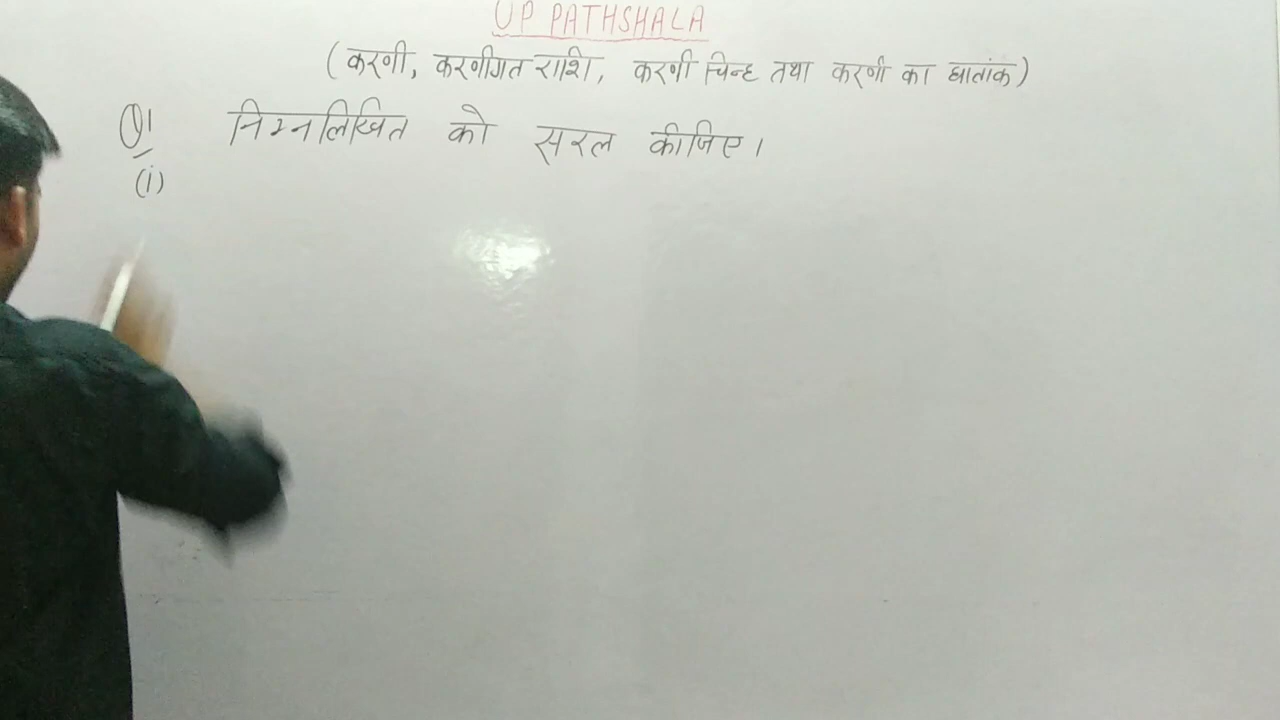 UP PATHSHALA
(करणी, करणीगत राशि, करणी चिन्ह तथा करणी का घातांक)
Q1 निम्नलिखित को सरल कीजिए।
(i)